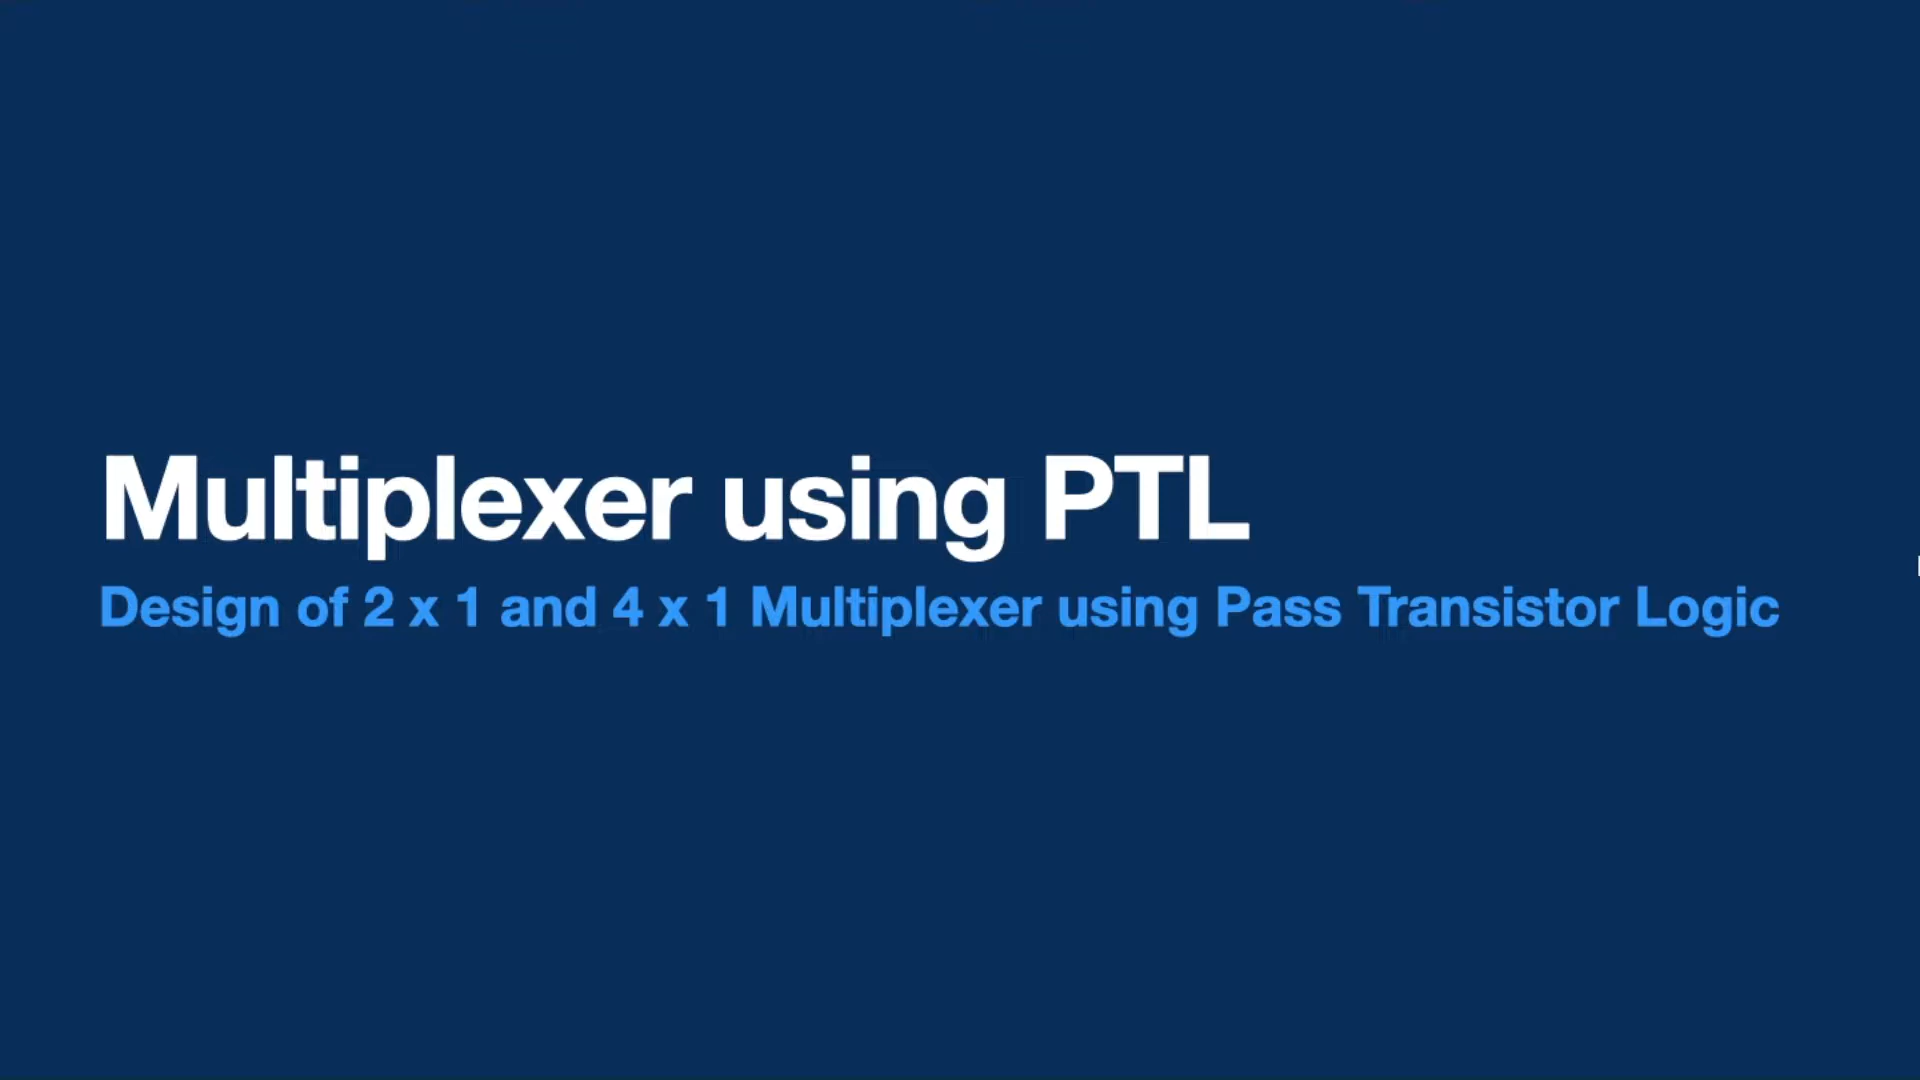 Multiplexer using PTL
Design of 2 x 1 and 4 x 1 Multiplexer using Pass Transistor Logic